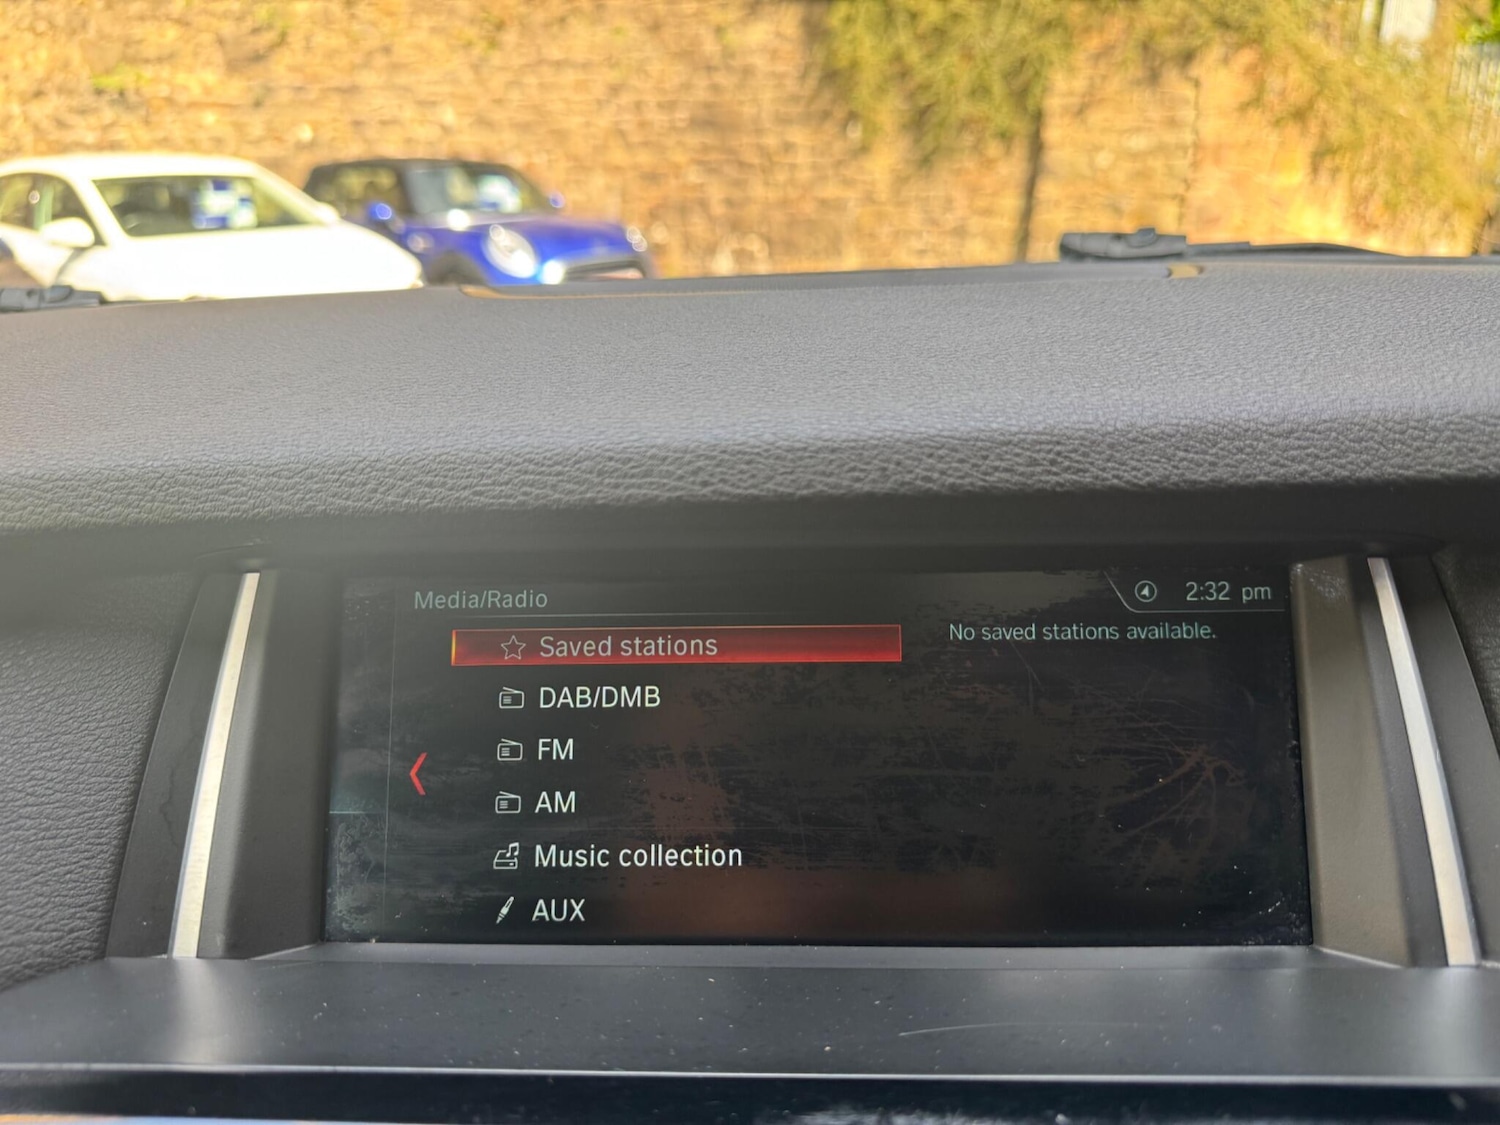 Media/Radio
2:32 pm
Saved stations
No saved stations available.
DAB/DMB
FM
AM
Music collection
AUX